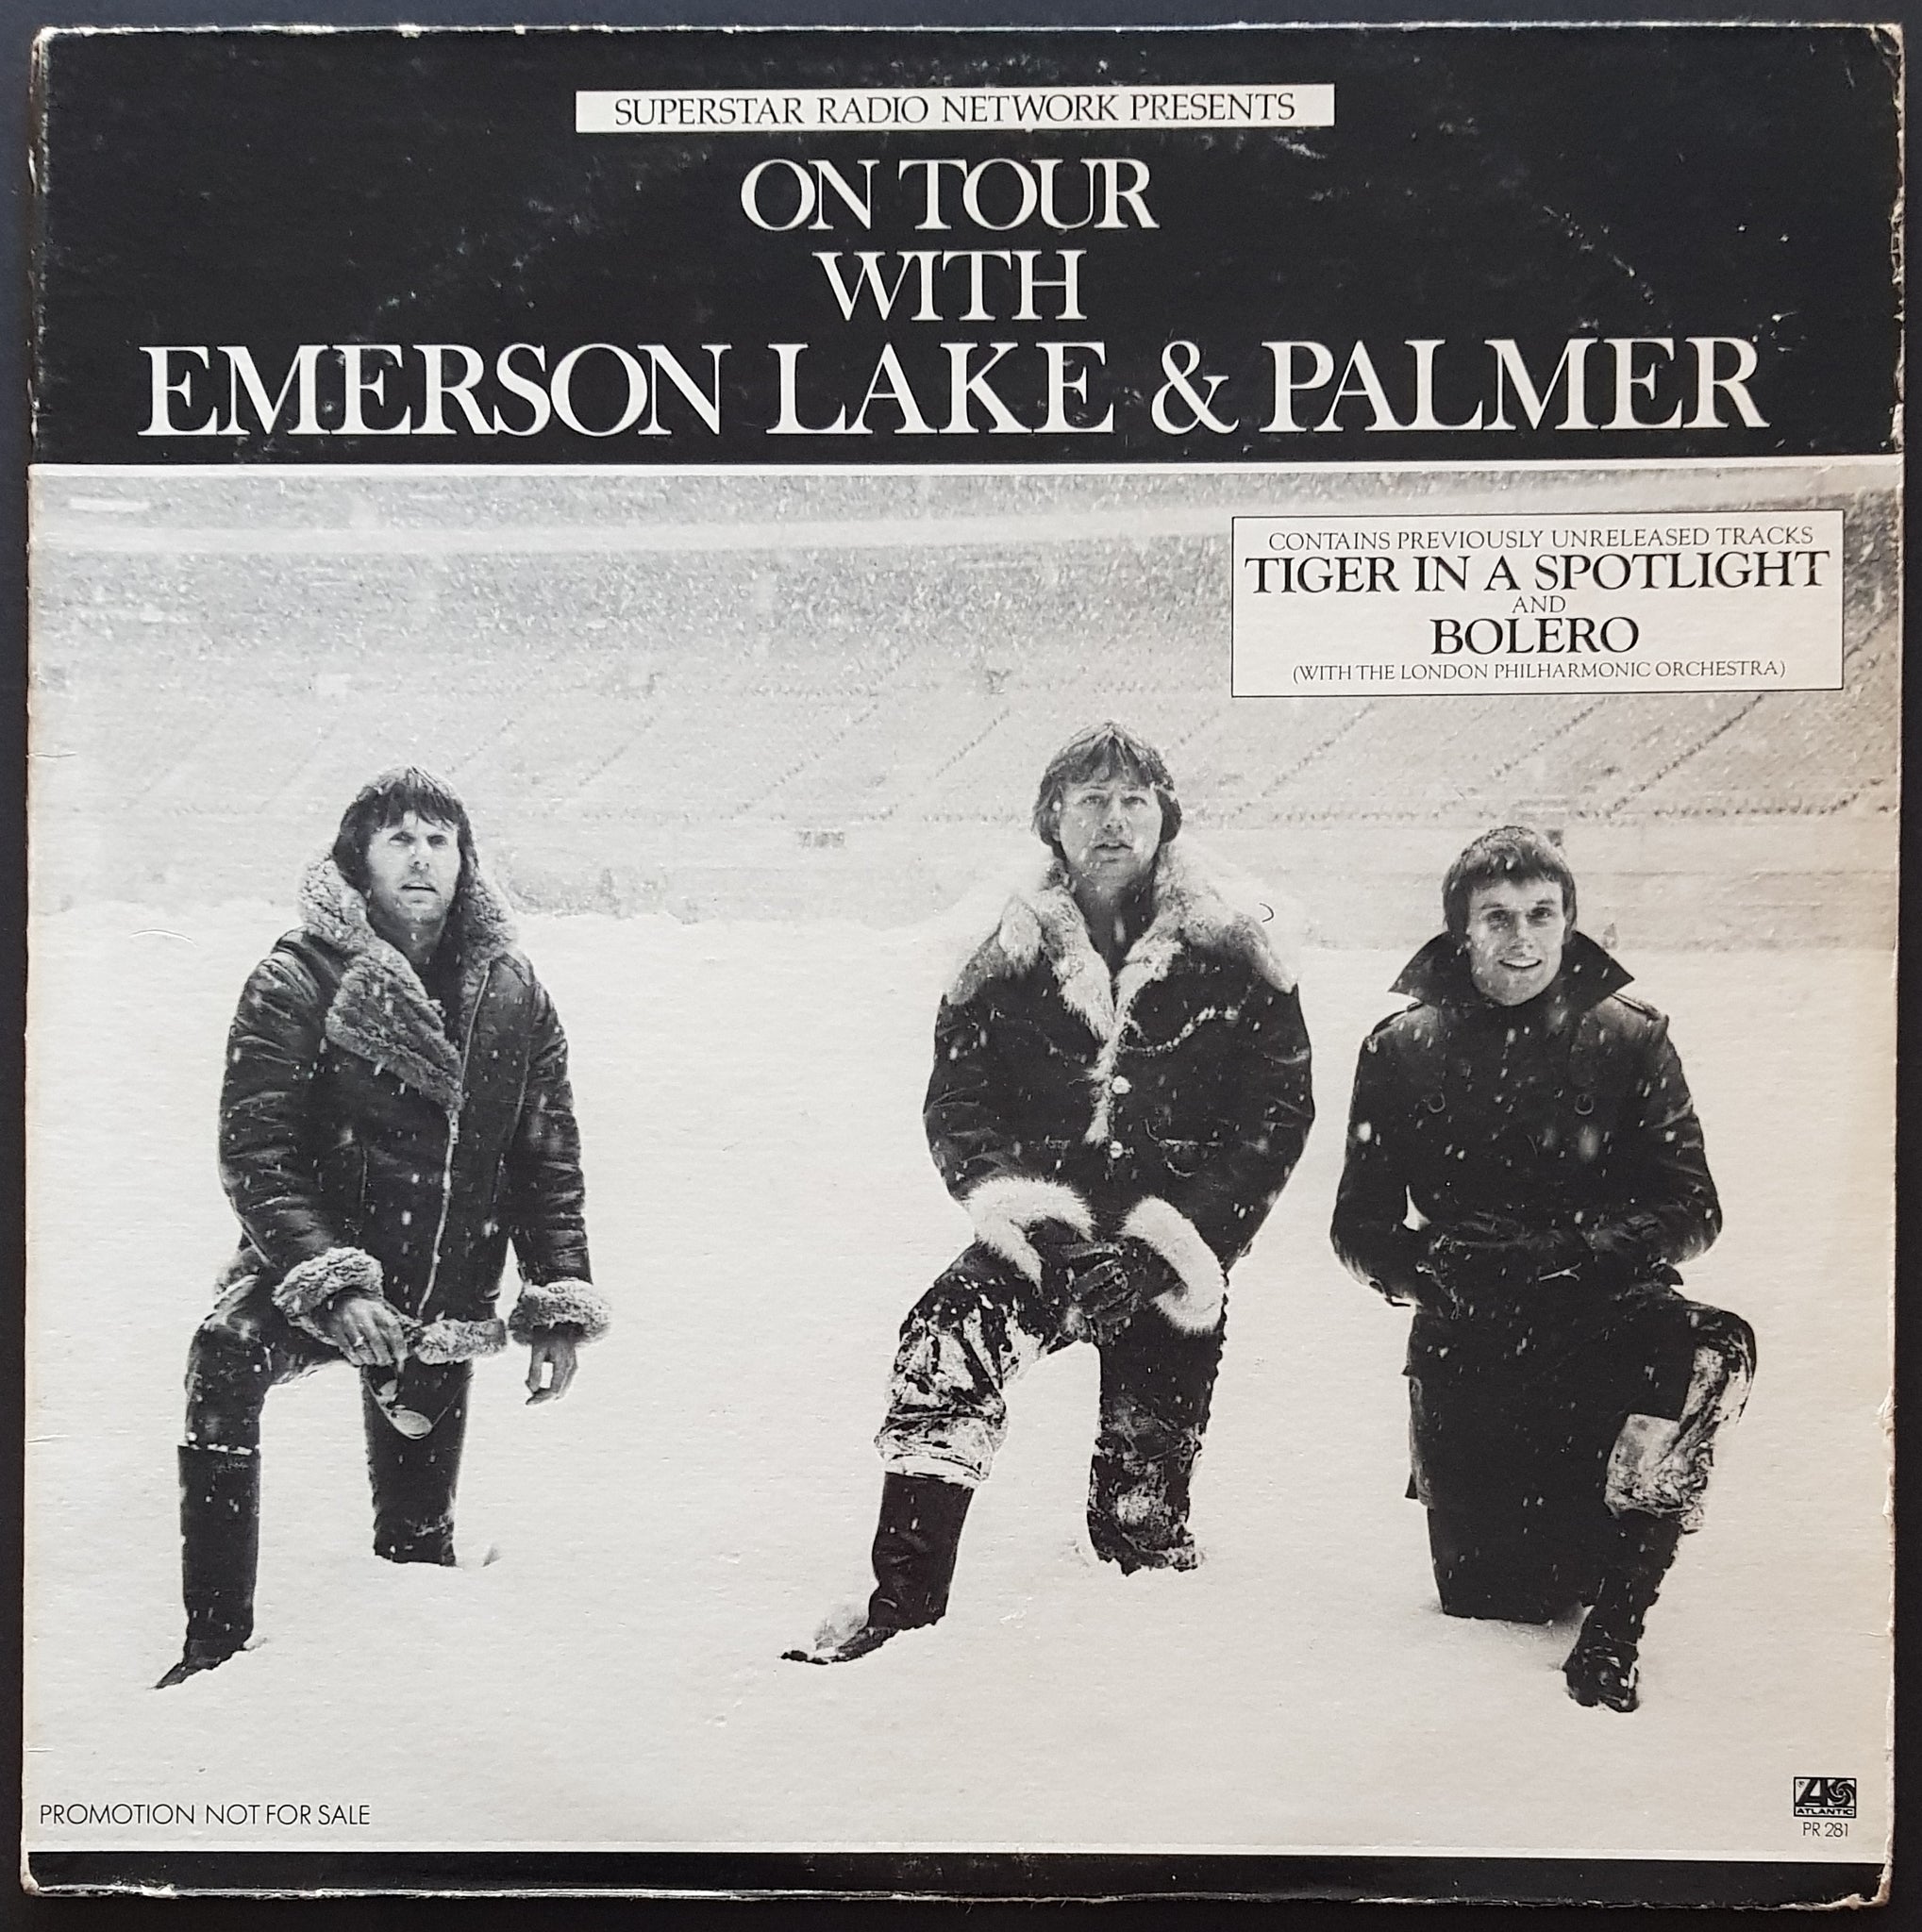 SUPERSTAR RADIO NETWORK PRESENTS
ON TOUR
WITH
EMERSON LAKE & PALMER
CONTAINS PREVIOUSLY UNRELEASED TRACKS
TIGER IN A SPOTLIGHT
AND
BOLERO
(WITH THE LONDON PHILHARMONIC ORCHESTRA)
PROMOTION NOT FOR SALE
ATLANTIC
PR 281